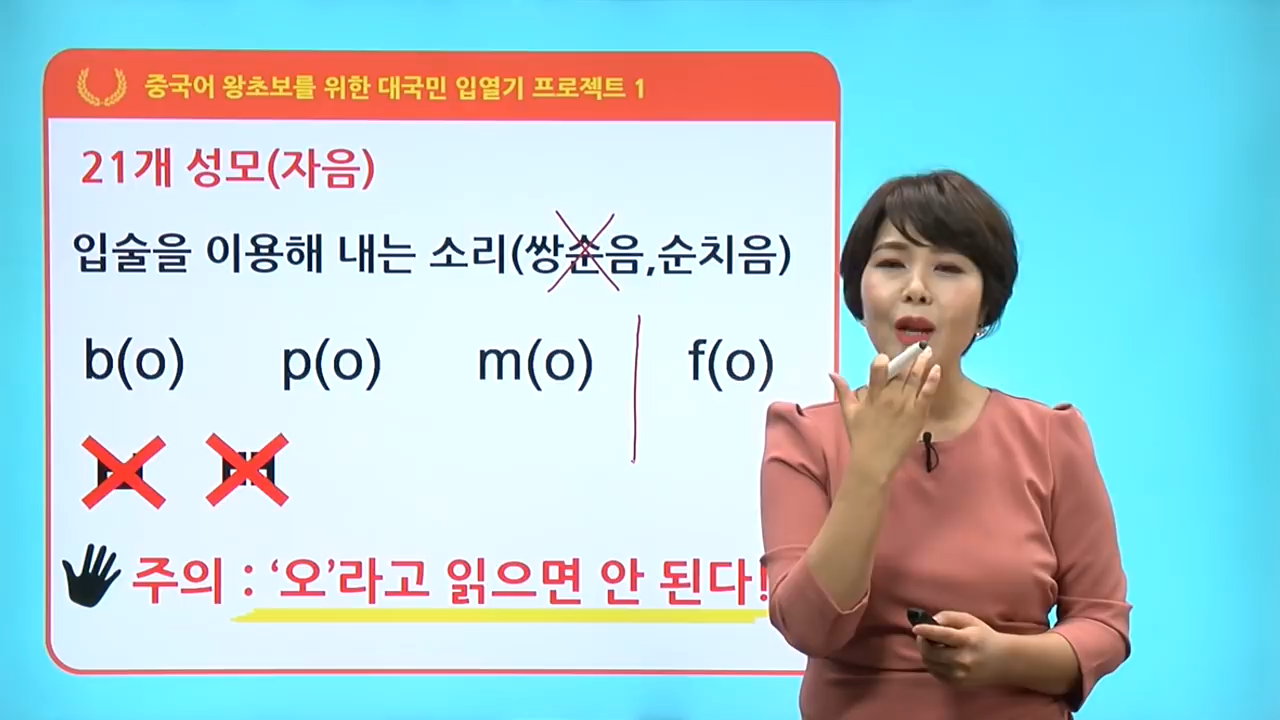 중국어 왕초보를 위한 대국민 입열기 프로젝트 1
21개 성모(자음)
입술을 이용해 내는 소리(쌍순음,순치음)
b(o) p(o) m(o) f(o)
ㅂ ㅃ
주의 : ‘오’라고 읽으면 안 된다!